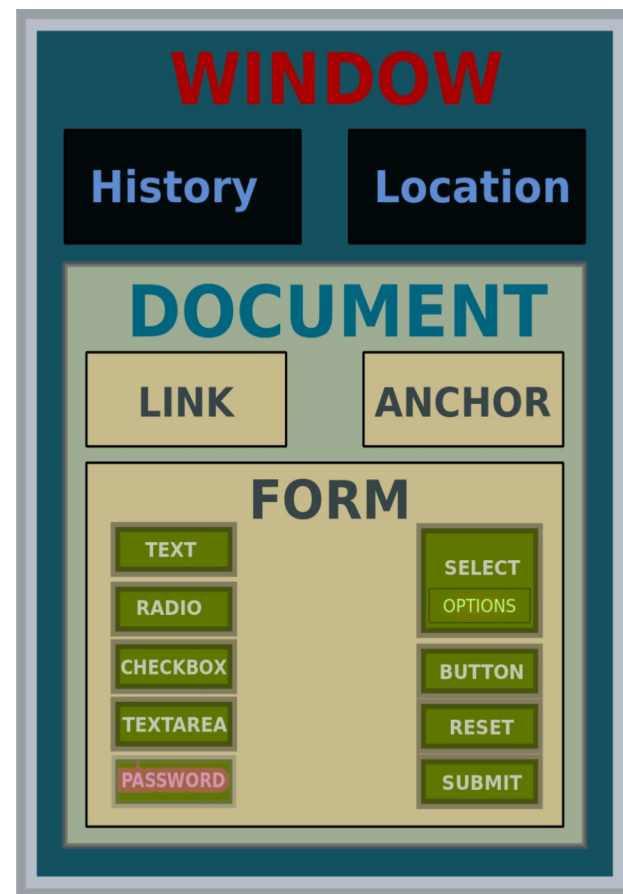 WINDOW
History
Location
DOCUMENT
LINK
ANCHOR
FORM
TEXT
RADIO
CHECKBOX
TEXTAREA
PASSWORD
SELECT
OPTIONS
BUTTON
RESET
SUBMIT